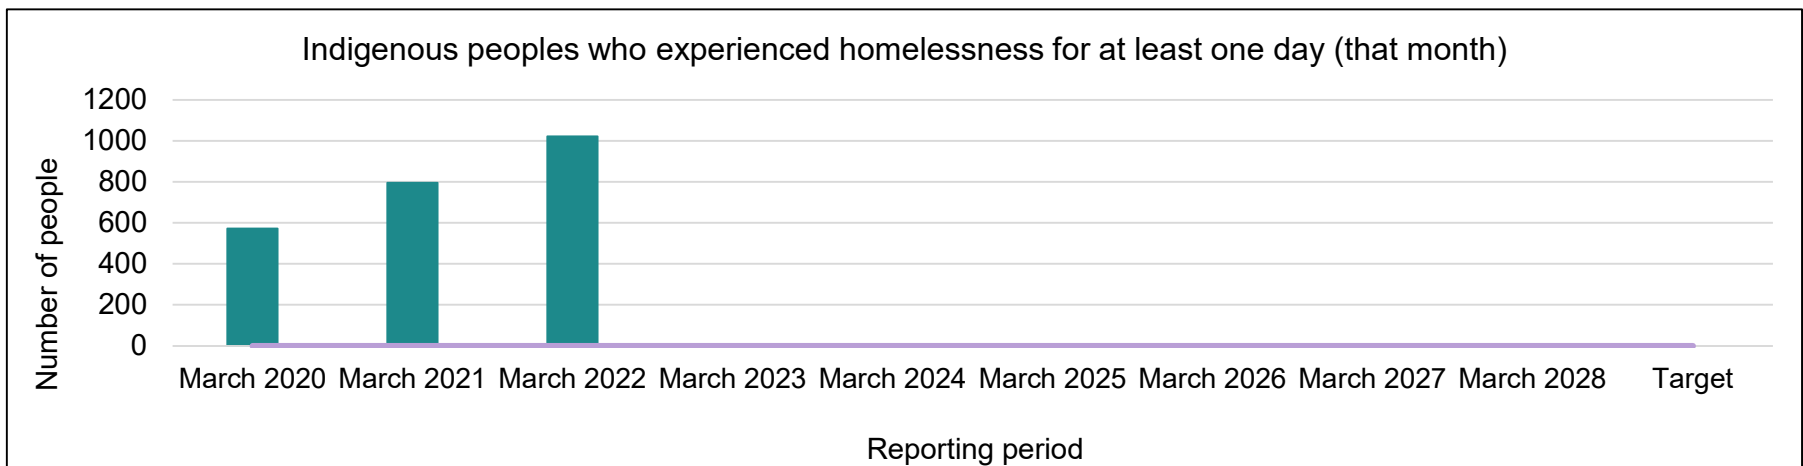 Indigenous peoples who experienced homelessness for at least one day (that month)
Number of people
1200
1000
800
600
400
200
0
March 2020 March 2021 March 2022 March 2023 March 2024 March 2025 March 2026 March 2027 March 2028 Target
Reporting period